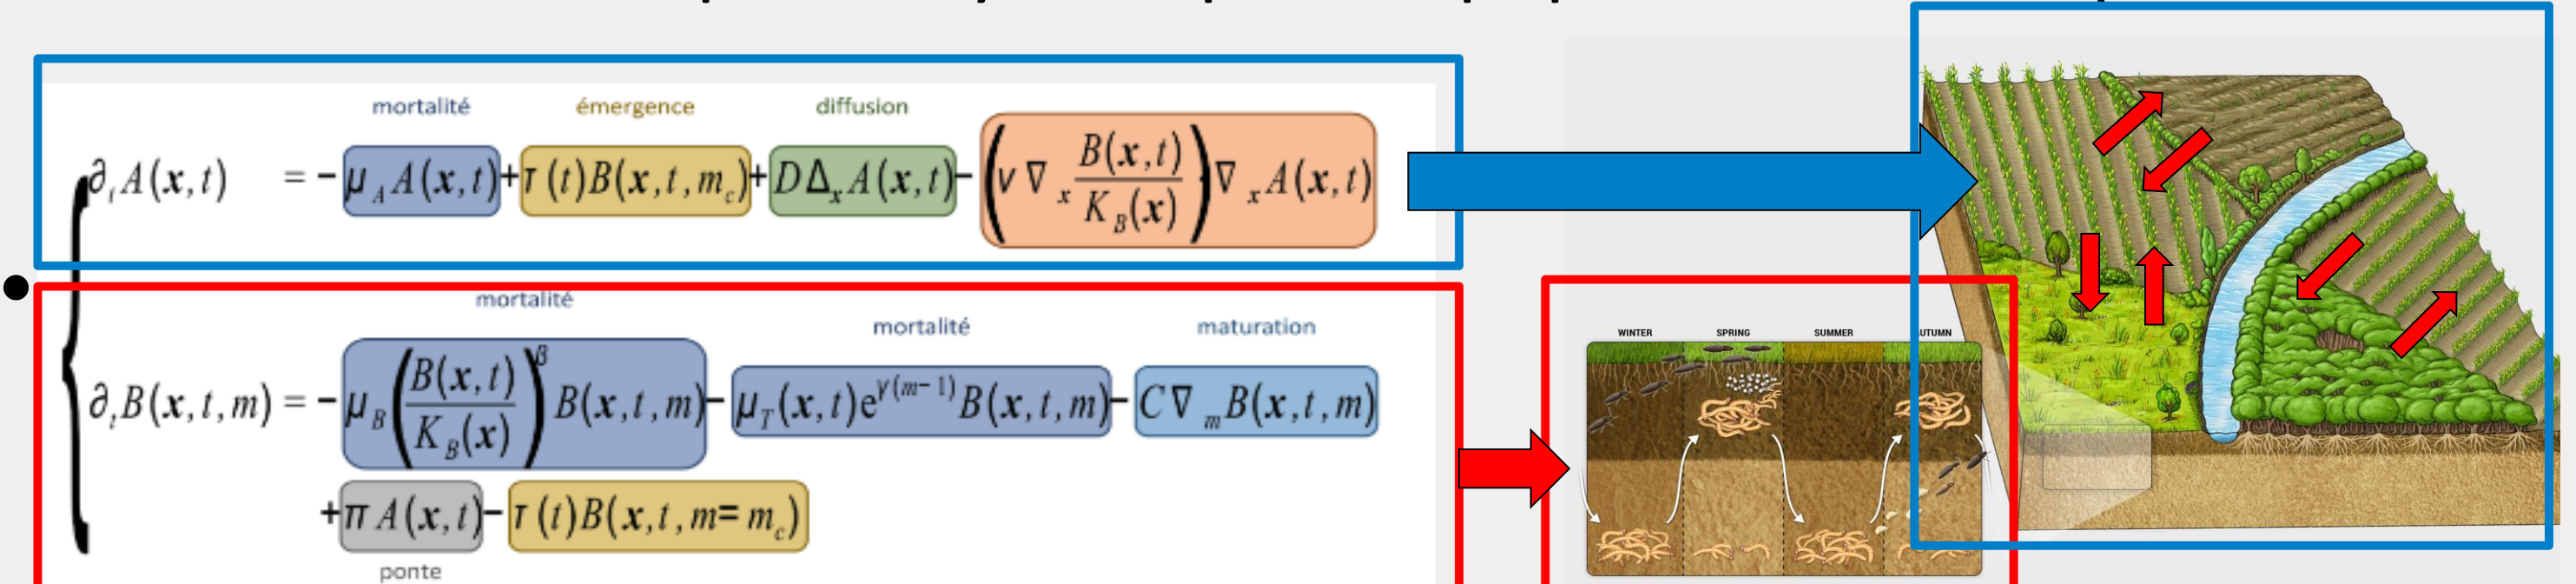 mortalité émergence diffusion
∂ₜA(x,t) = −μ_A A(x,t)+τ(t)B(x,t,m_c)+DΔₓA(x,t)−(ν∇ₓ B(x,t)/K_B(x))∇ₓA(x,t)
mortalité
mortalité maturation
∂ₜB(x,t,m) = −μ_B(B(x,t)/K_B(x))^β B(x,t,m)−μ_T(x,t)e^γ(m−1) B(x,t,m)−C∇ₘB(x,t,m)
+πA(x,t)−τ(t)B(x,t,m=m_c)
ponte
WINTER SPRING SUMMER AUTUMN